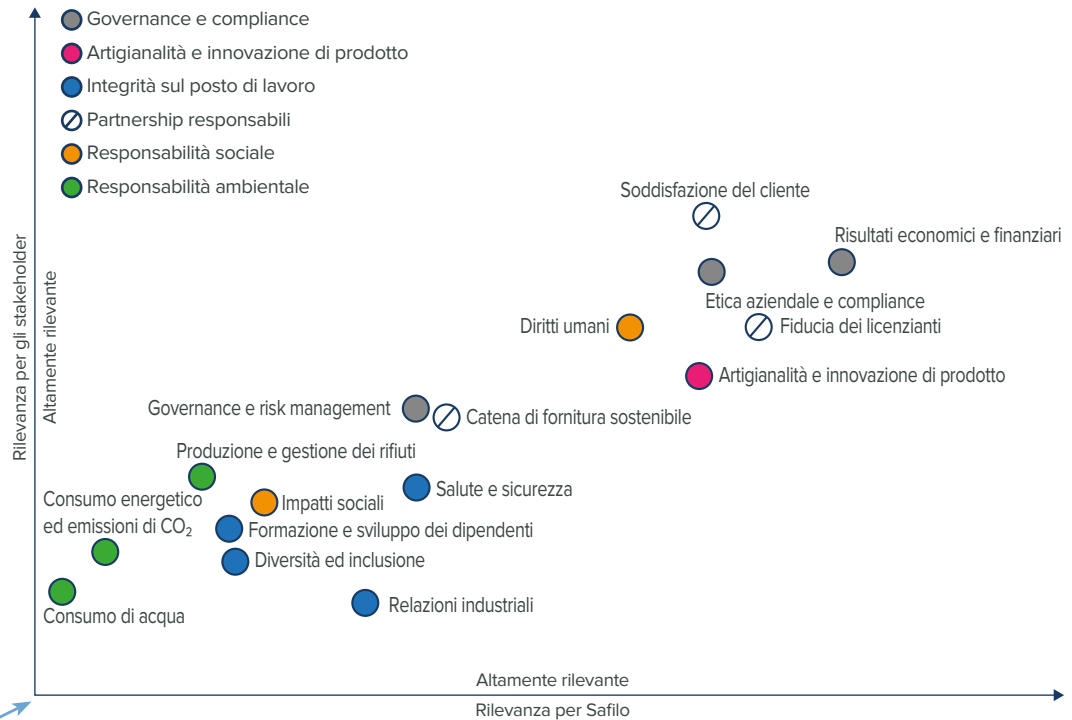 Governance e compliance
Artigianalità e innovazione di prodotto
Integrità sul posto di lavoro
Partnership responsabili
Responsabilità sociale
Responsabilità ambientale
Rilevanza per gli stakeholder
Altamente rilevante
Soddisfazione del cliente
Risultati economici e finanziari
Etica aziendale e compliance
Diritti umani
Fiducia dei licenzianti
Artigianalità e innovazione di prodotto
Governance e risk management
Catena di fornitura sostenibile
Produzione e gestione dei rifiuti
Salute e sicurezza
Consumo energetico
ed emissioni di CO₂
Impatti sociali
Formazione e sviluppo dei dipendenti
Diversità ed inclusione
Relazioni industriali
Consumo di acqua
Altamente rilevante
Rilevanza per Safilo